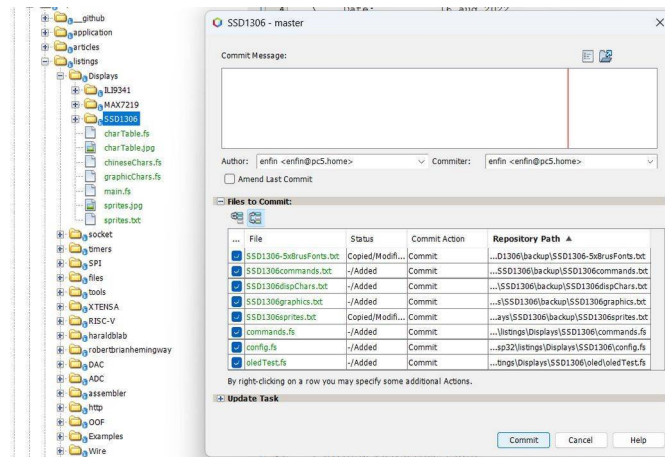 __github
application
articles
listings
Displays
ILI9341
MAX7219
SSD1306
charTable.fs
charTable.jpg
chineseChars.fs
graphicChars.fs
main.fs
sprites.jpg
sprites.txt
socket
timers
SPI
files
tools
XTENSA
RISC-V
haraldblab
robertbrianhemingway
DAC
ADC
assembler
http
OOF
Examples
Wire
SSD1306 - master
Commit Message:
Author: enfin <enfin@pc5.home> Commiter: enfin <enfin@pc5.home>
Amend Last Commit
Files to Commit:
... File Status Commit Action Repository Path
SSD1306-5x8rusFonts.txt Copied/Modifi... Commit ...D1306\backup\SSD1306-5x8rusFonts.txt
SSD1306commands.txt -/Added Commit ...SSD1306\backup\SSD1306commands.txt
SSD1306dispChars.txt -/Added Commit ...\SSD1306\backup\SSD1306dispChars.txt
SSD1306graphics.txt -/Added Commit ...s\SSD1306\backup\SSD1306graphics.txt
SSD1306sprites.txt Copied/Modifi... Commit ...ays\SSD1306\backup\SSD1306sprites.txt
commands.fs -/Added Commit ...\listings\Displays\SSD1306\commands.fs
config.fs -/Added Commit ...sp32\listings\Displays\SSD1306\config.fs
oledTest.fs -/Added Commit ...tings\Displays\SSD1306\oled\oledTest.fs
By right-clicking on a row you may specify some additional Actions.
Update Task
Commit Cancel Help